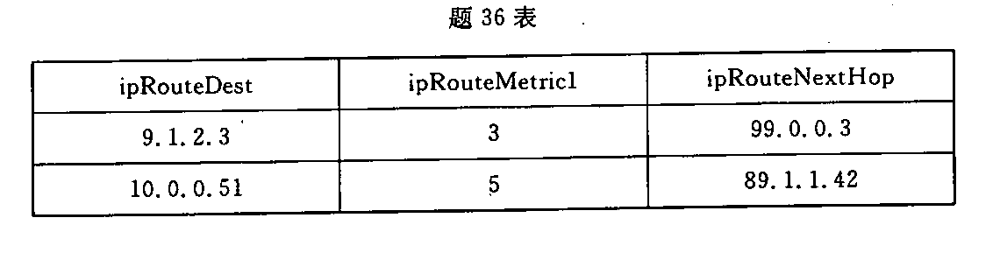 题 36 表
ipRouteDest ipRouteMetric1 ipRouteNextHop
9.1.2.3 3 99.0.0.3
10.0.0.51 5 89.1.1.42